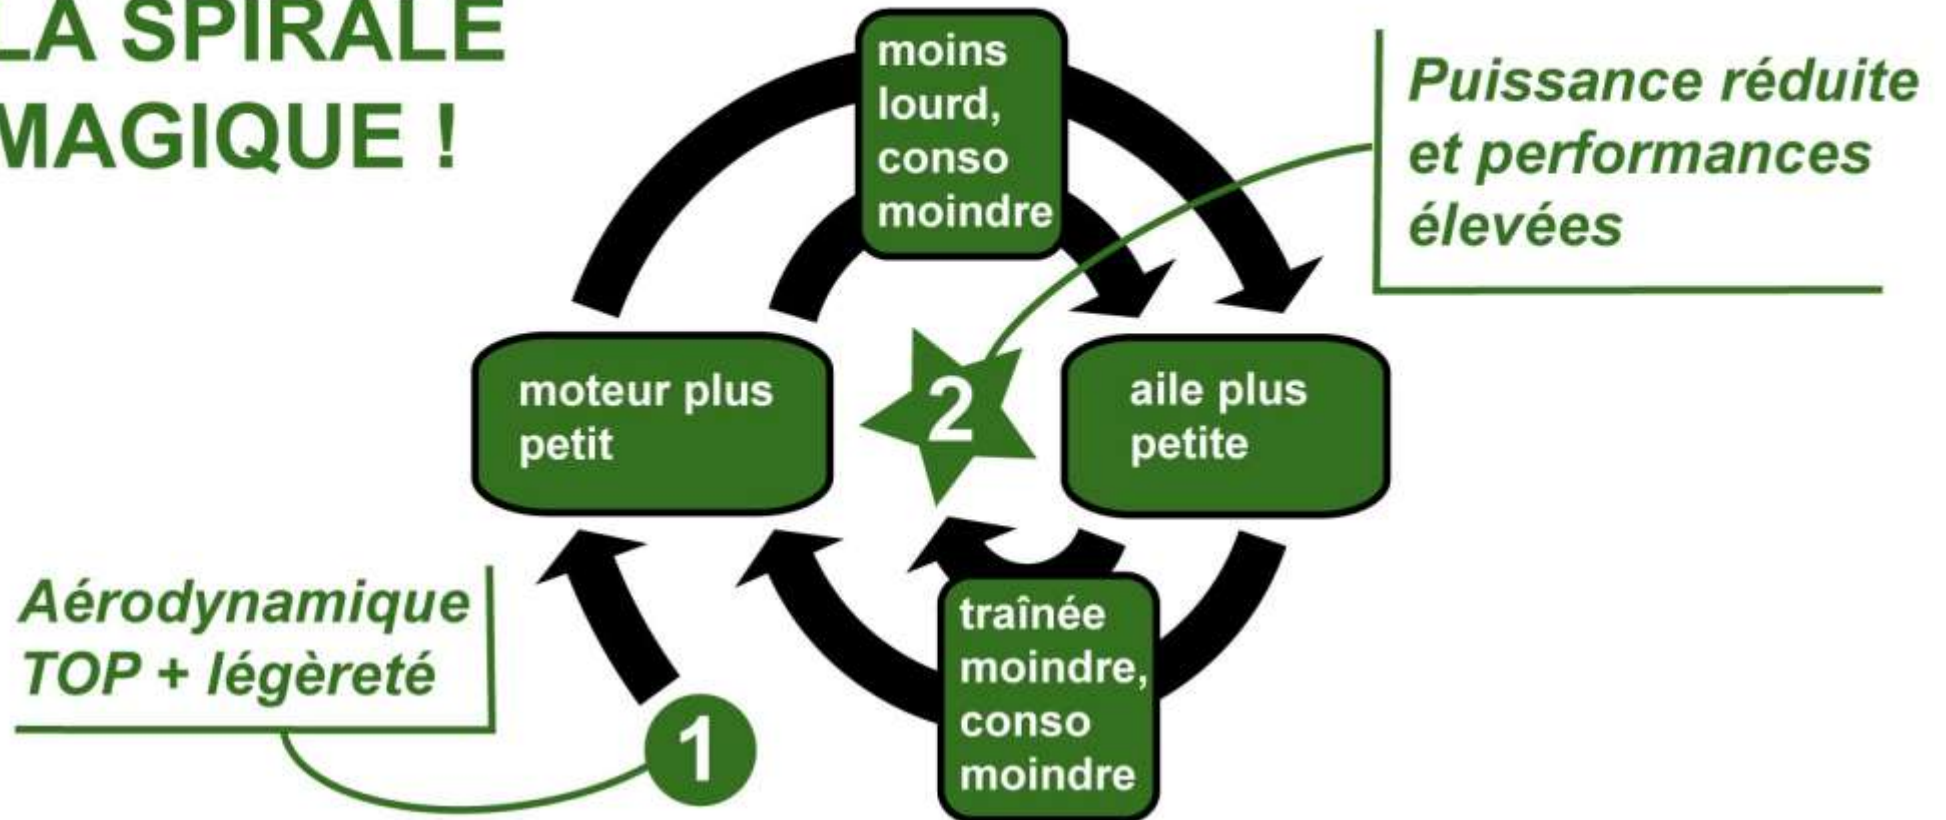 LA SPIRALE
MAGIQUE !
moins
lourd,
conso
moindre
Puissance réduite
et performances
élevées
moteur plus
petit
2
aile plus
petite
Aérodynamique
TOP + légèreté
1
traînée
moindre,
conso
moindre